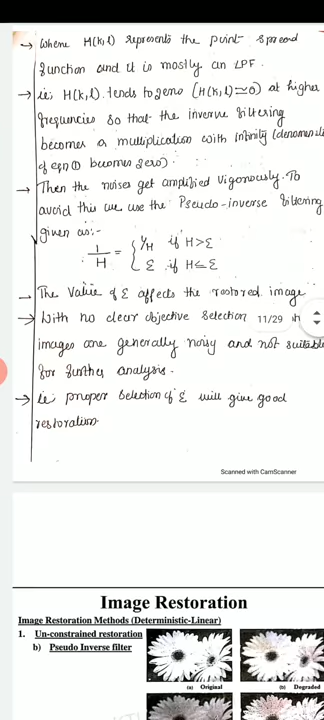 → Where H(k,l) represents the point spread
function and it is mostly an LPF.
→ ie; H(k,l) tends to zero (H(k,l)≃0) at higher
frequencies so that the inverse filtering
becomes a multiplication with infinity (denomenat
of eqn ① becomes zero).
→ Then the noises get amplified vigorously. To
avoid this we use the Pseudo-inverse filtering
given as:-
1/H = { 1/H if H>Ɛ
Ɛ if H≤Ɛ
→ The value of Ɛ affects the restored image
→ With no clear objective selection 11/29
images are generally noisy and not suitable
for further analysis.
→ ie; proper selection of Ɛ will give good
restoration.
Scanned with CamScanner
Image Restoration
Image Restoration Methods (Deterministic-Linear)
1. Un-constrained restoration
b) Pseudo Inverse filter
(a) Original (b) Degraded